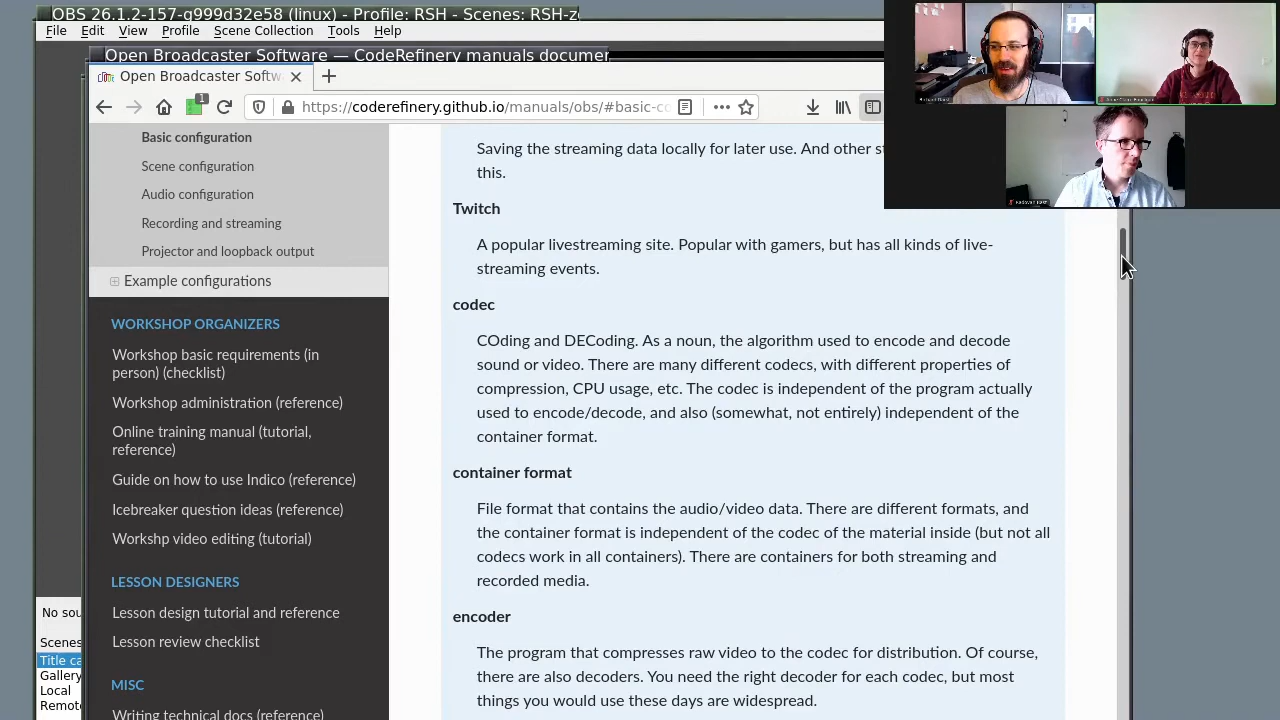 OBS 26.1.2-157-g999d32e58 (linux) - Profile: RSH - Scenes: RSH-z
File Edit View Profile Scene Collection Tools Help
Open Broadcaster Software — CodeRefinery manuals documen
Open Broadcaster Softw
1
https://coderefinery.github.io/manuals/obs/#basic-co
Basic configuration
Scene configuration
Audio configuration
Recording and streaming
Projector and loopback output
Example configurations
WORKSHOP ORGANIZERS
Workshop basic requirements (in
person) (checklist)
Workshop administration (reference)
Online training manual (tutorial,
reference)
Guide on how to use Indico (reference)
Icebreaker question ideas (reference)
Workshp video editing (tutorial)
LESSON DESIGNERS
Lesson design tutorial and reference
Lesson review checklist
MISC
Writing technical docs (reference)
Saving the streaming data locally for later use. And other s
this.
Twitch
A popular livestreaming site. Popular with gamers, but has all kinds of live-
streaming events.
codec
COding and DECoding. As a noun, the algorithm used to encode and decode
sound or video. There are many different codecs, with different properties of
compression, CPU usage, etc. The codec is independent of the program actually
used to encode/decode, and also (somewhat, not entirely) independent of the
container format.
container format
File format that contains the audio/video data. There are different formats, and
the container format is independent of the codec of the material inside (but not all
codecs work in all containers). There are containers for both streaming and
recorded media.
encoder
The program that compresses raw video to the codec for distribution. Of course,
there are also decoders. You need the right decoder for each codec, but most
things you would use these days are widespread.
No sou
Scenes
Title ca
Gallery
Local
Remot